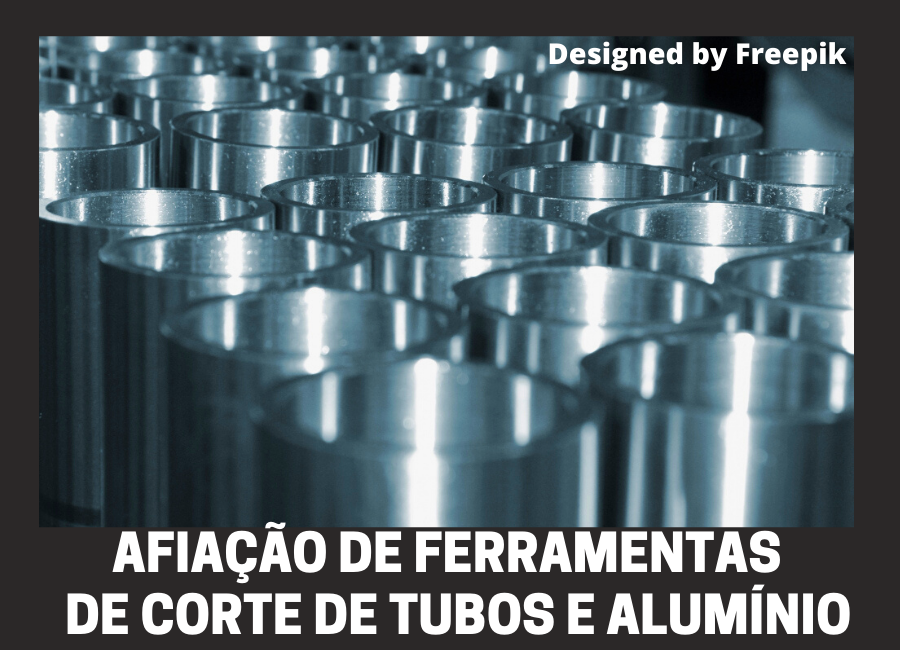 Designed by Freepik
AFIAÇÃO DE FERRAMENTAS
DE CORTE DE TUBOS E ALUMÍNIO